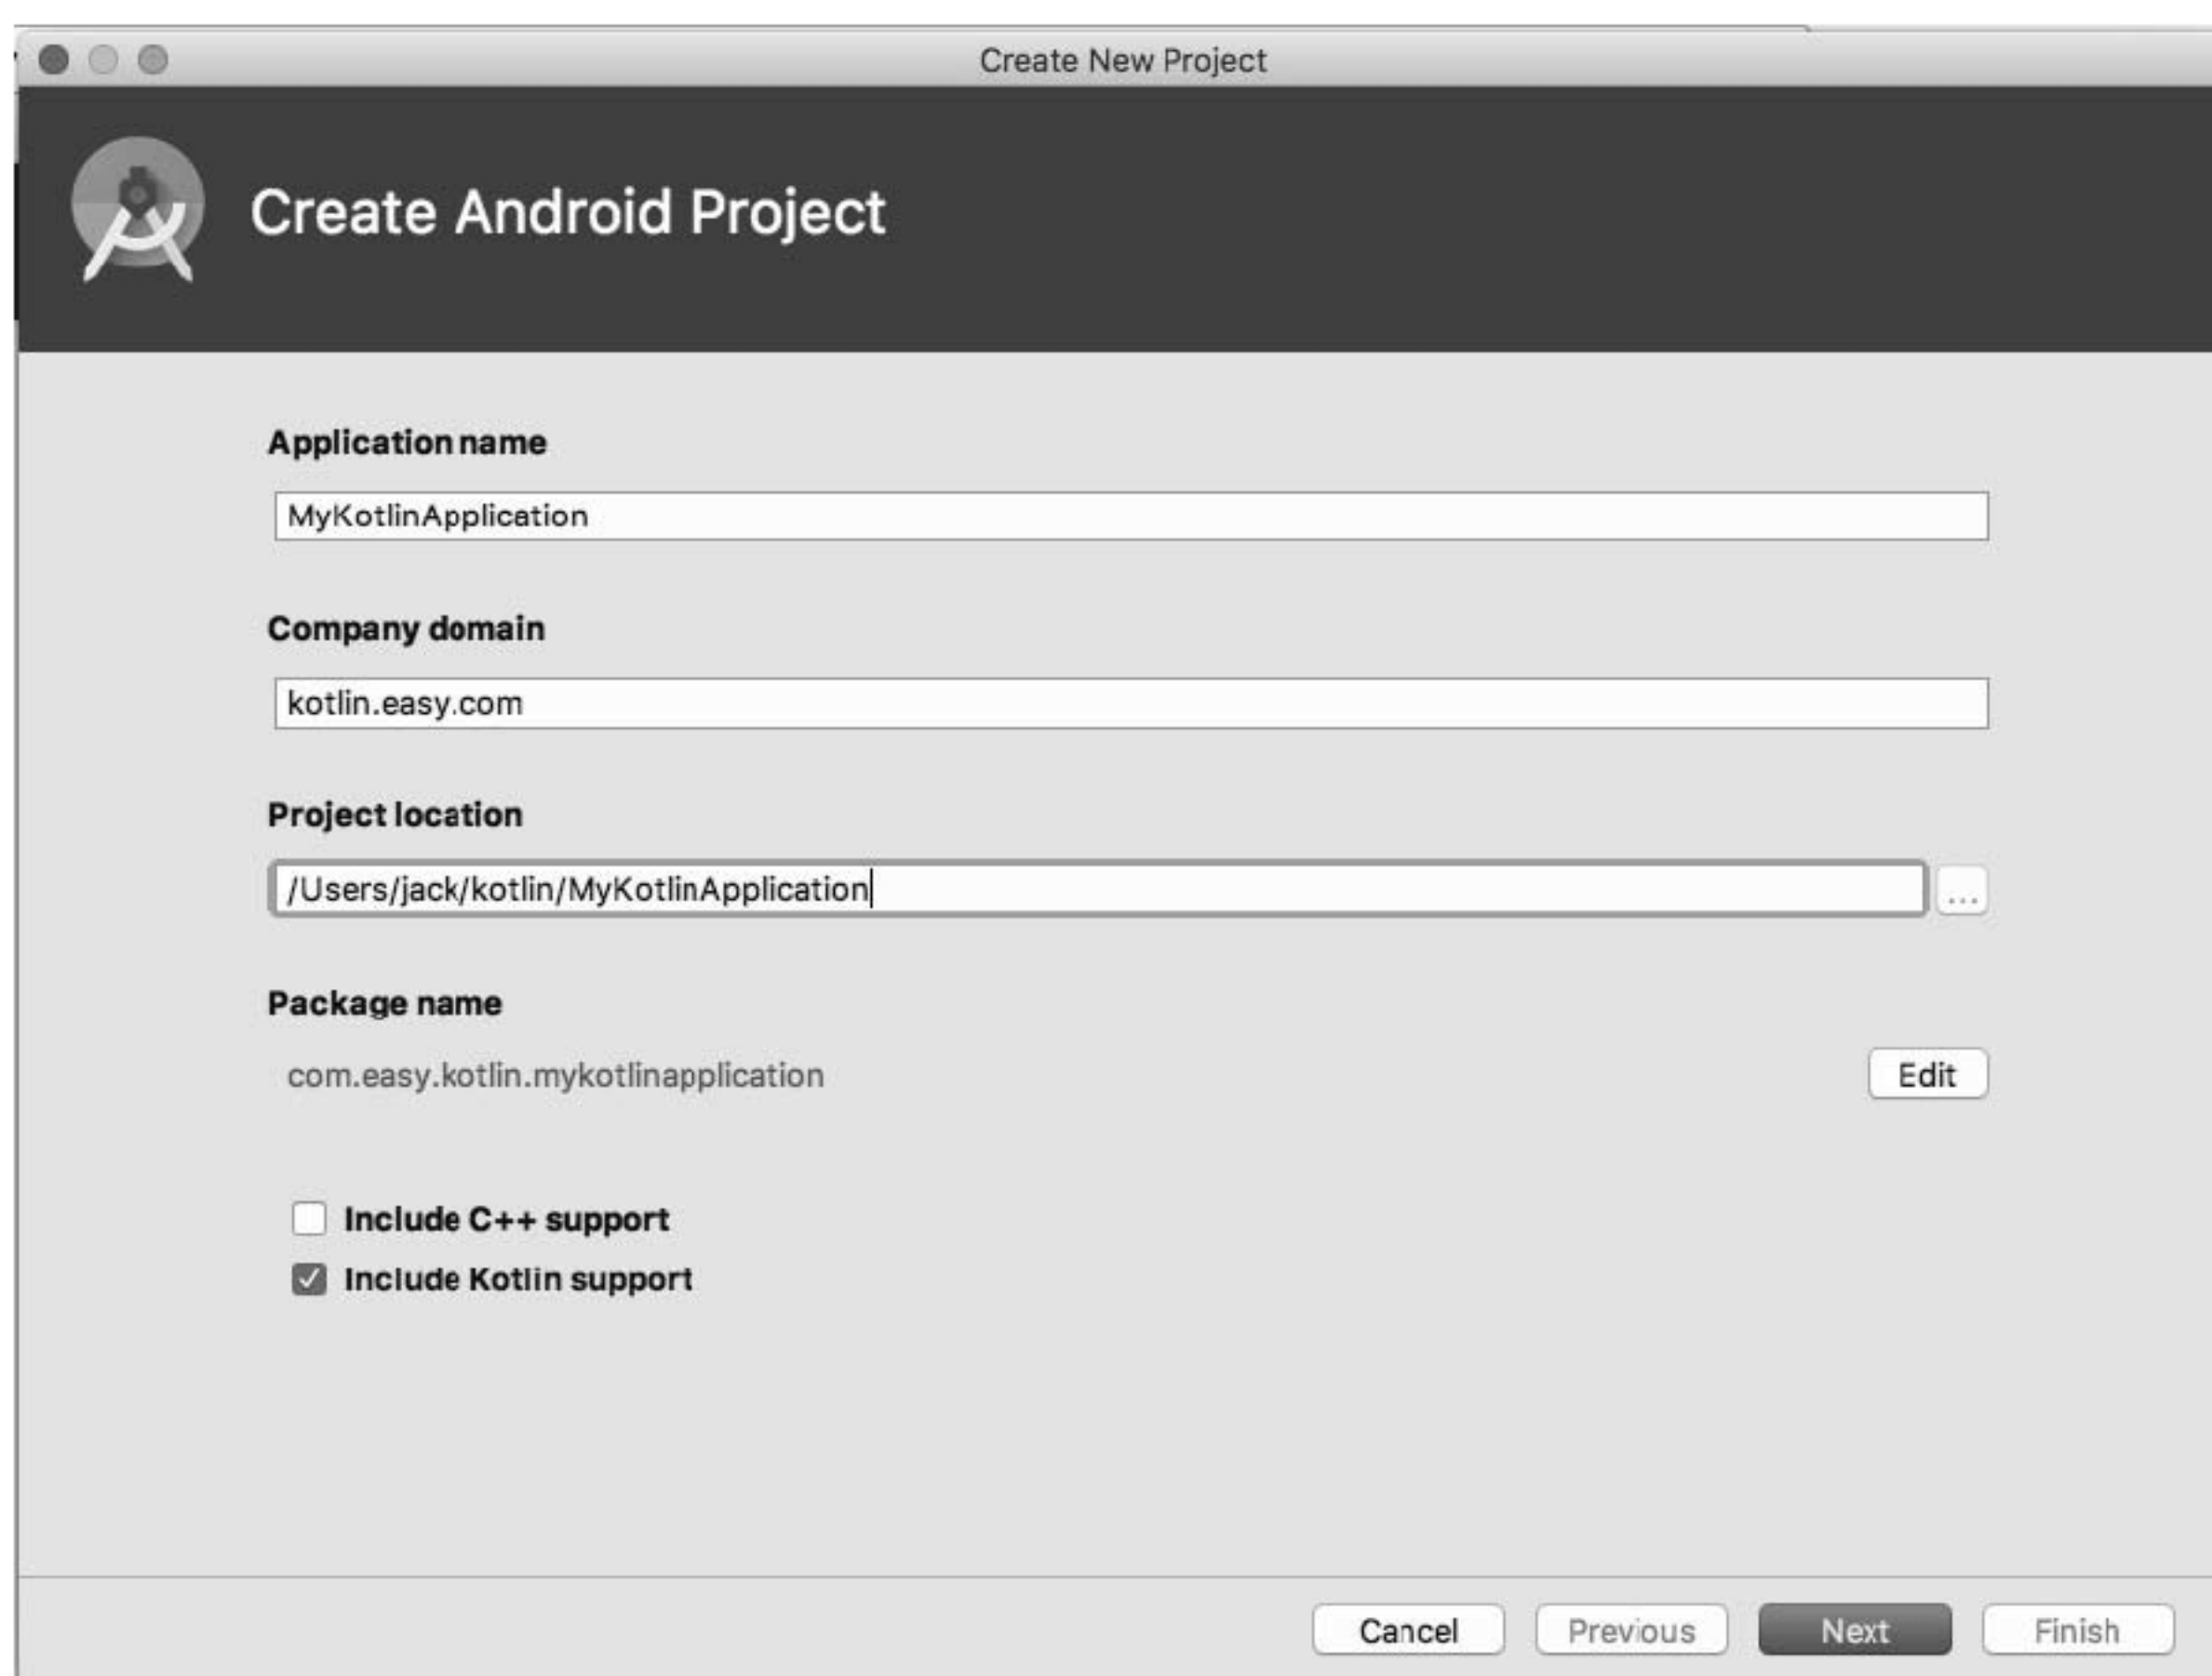 Create New Project
Create Android Project
Application name
MyKotlinApplication
Company domain
kotlin.easy.com
Project location
/Users/jack/kotlin/MyKotlinApplication
...
Package name
com.easy.kotlin.mykotlinapplication
Edit
Include C++ support
Include Kotlin support
Cancel Previous Next Finish